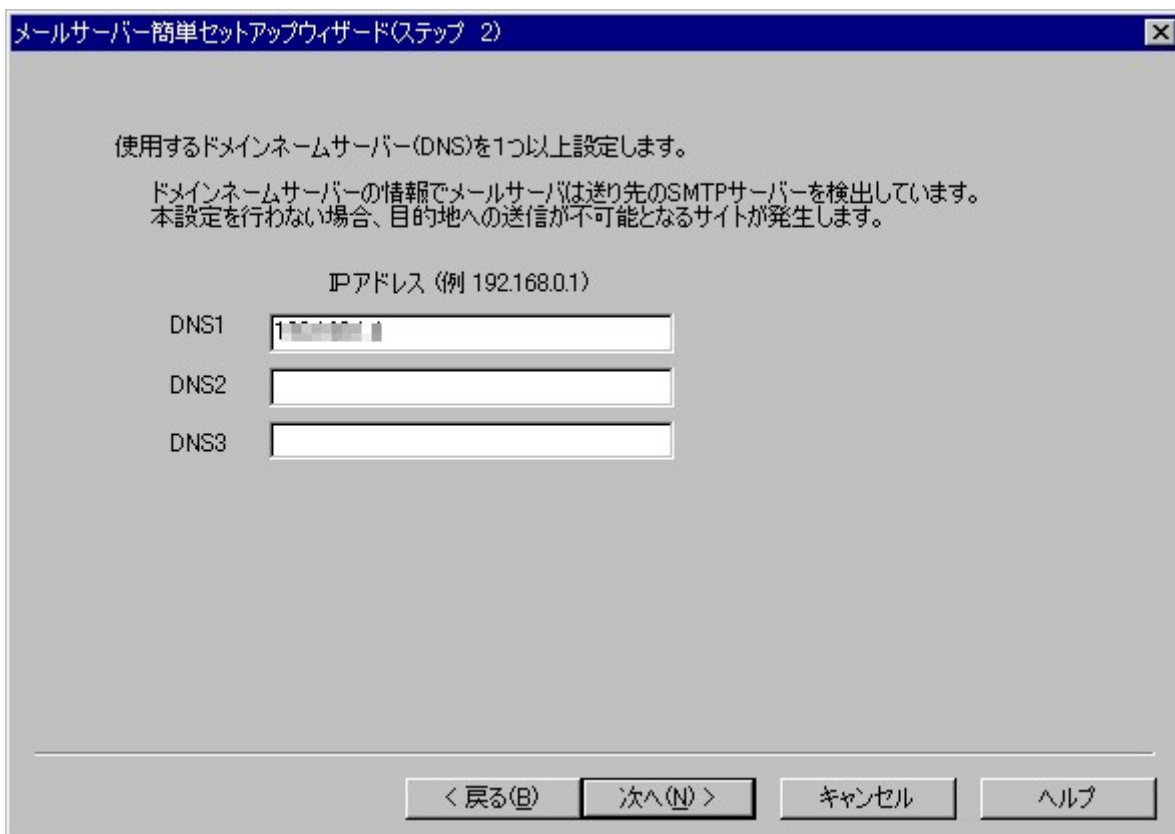 メールサーバー簡単セットアップウィザード(ステップ 2)
使用するドメインネームサーバー(DNS)を1つ以上設定します。
ドメインネームサーバーの情報でメールサーバは送り先のSMTPサーバーを検出しています。
本設定を行わない場合、目的地への送信が不可能となるサイトが発生します。
IPアドレス (例 192.168.0.1)
DNS1
DNS2
DNS3
< 戻る(B)
次へ(N) >
キャンセル
ヘルプ